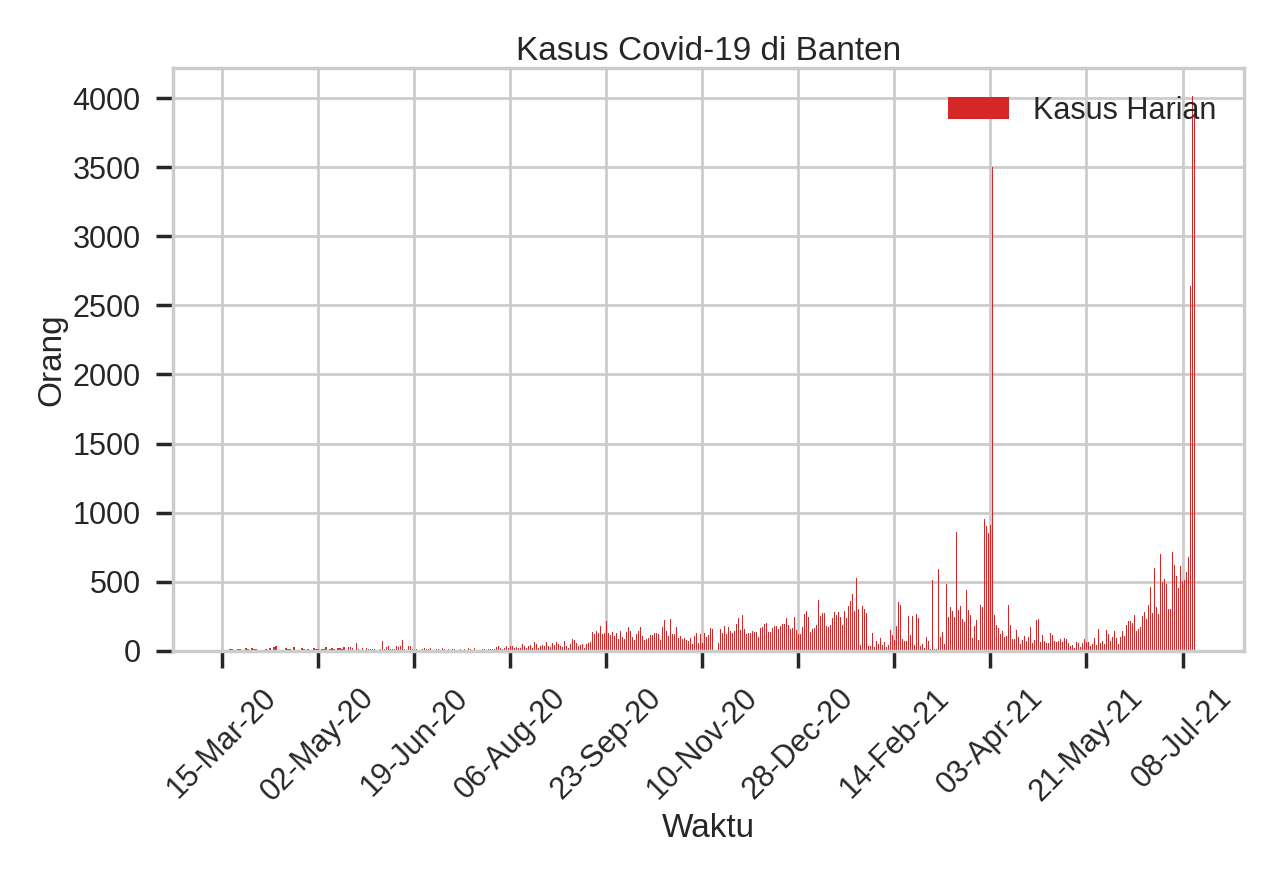 Kasus Covid-19 di Banten
Kasus Harian
Orang
4000
3500
3000
2500
2000
1500
1000
500
0
15-Mar-20
02-May-20
19-Jun-20
06-Aug-20
23-Sep-20
10-Nov-20
28-Dec-20
14-Feb-21
03-Apr-21
21-May-21
08-Jul-21
Waktu